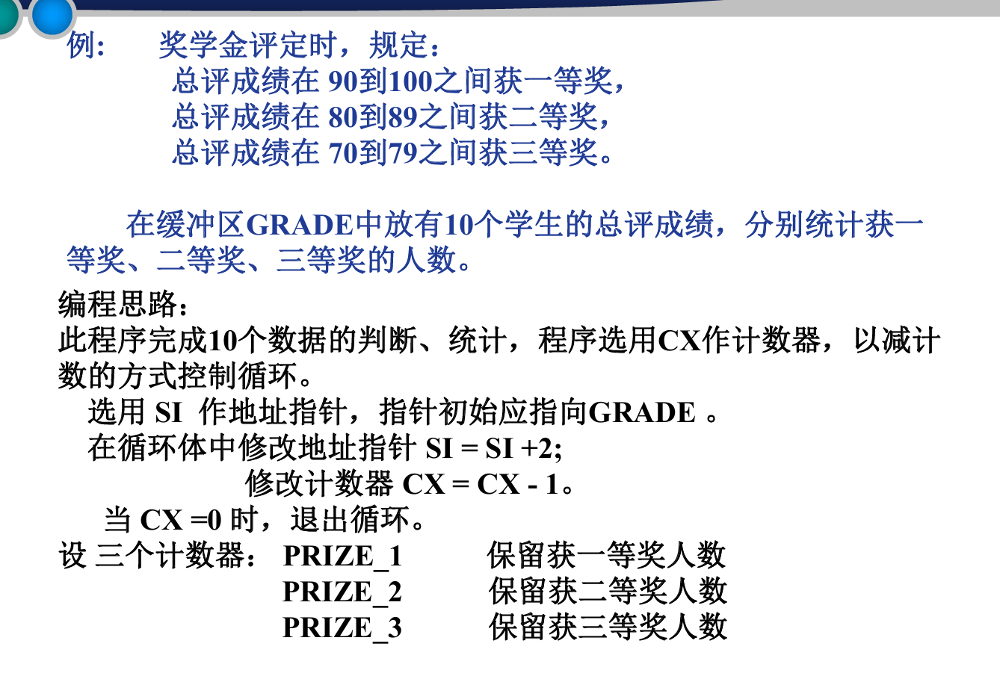 例: 奖学金评定时，规定：
总评成绩在 90到100之间获一等奖，
总评成绩在 80到89之间获二等奖，
总评成绩在 70到79之间获三等奖。
在缓冲区GRADE中放有10个学生的总评成绩，分别统计获一
等奖、二等奖、三等奖的人数。
编程思路：
此程序完成10个数据的判断、统计，程序选用CX作计数器，以减计
数的方式控制循环。
选用 SI 作地址指针，指针初始应指向GRADE 。
在循环体中修改地址指针 SI = SI +2;
修改计数器 CX = CX - 1。
当 CX =0 时，退出循环。
设 三个计数器： PRIZE_1 保留获一等奖人数
PRIZE_2 保留获二等奖人数
PRIZE_3 保留获三等奖人数